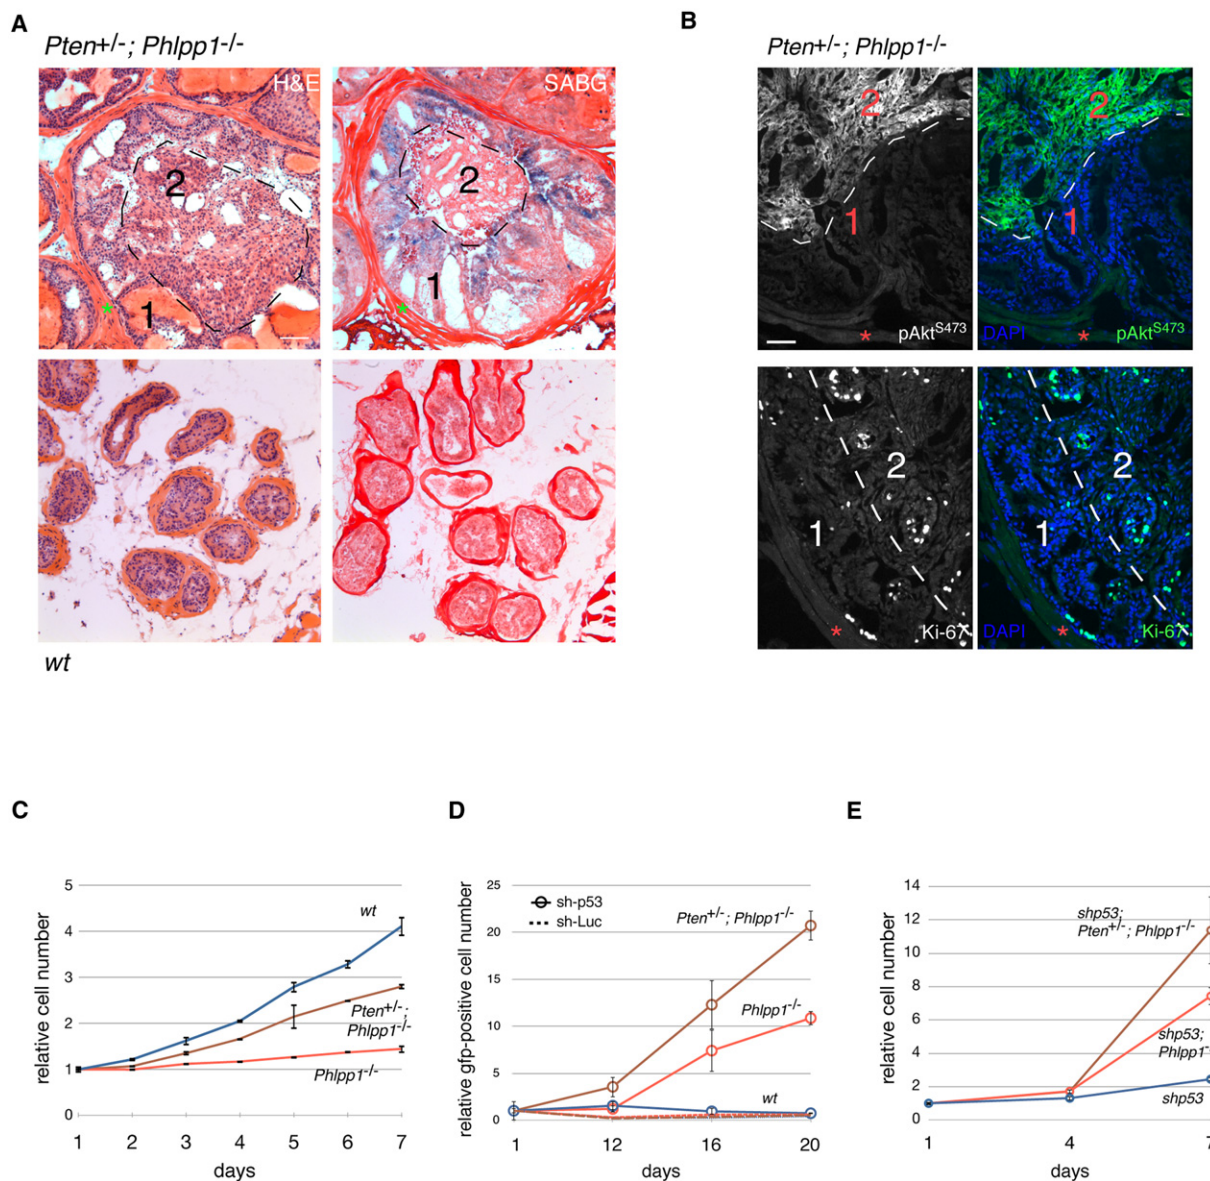 A
Pten+/-; Phlpp1-/-
H&E
SABG
2
2
1
1
*
*
wt
B
Pten+/-; Phlpp1-/-
2
2
1
1
*
pAktS473
DAPI
*
pAktS473
2
2
1
1
*
Ki-67
DAPI
*
Ki-67
C
relative cell number
5
4
3
2
1
0
wt
Pten+/-;
Phlpp1-/-
Phlpp1-/-
1 2 3 4 5 6 7
days
D
relative gfp-positive cell number
25
20
15
10
5
0
sh-p53
sh-Luc
Pten+/-; Phlpp1-/-
Phlpp1-/-
wt
1 12 16 20
days
E
relative cell number
14
12
10
8
6
4
2
0
shp53;
Pten+/-; Phlpp1-/-
shp53;
Phlpp1-
shp53
1 4 7
days